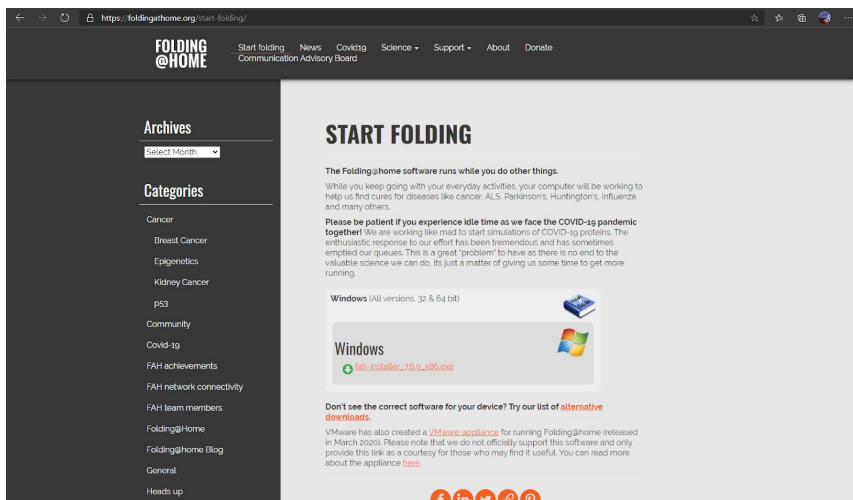 https://foldingathome.org/start-folding/
FOLDING
@HOME
Start folding News Covid19 Science Support About Donate
Communication Advisory Board
Archives
Select Month
Categories
Cancer
Breast Cancer
Epigenetics
Kidney Cancer
p53
Community
Covid-19
FAH achievements
FAH network connectivity
FAH team members
Folding@Home
Folding@home Blog
General
Heads up
START FOLDING
The Folding@home software runs while you do other things.
While you keep going with your everyday activities, your computer will be working to
help us find cures for diseases like cancer, ALS, Parkinson's, Huntington's, Influenza
and many others.
Please be patient if you experience idle time as we face the COVID-19 pandemic
together! We are working like mad to start simulations of COVID-19 proteins. The
enthusiastic response to our effort has been tremendous and has sometimes
emptied our queues. This is a great "problem" to have as there is no end to the
valuable science we can do, its just a matter of giving us some time to get more
running.
Windows (All versions, 32 & 64 bit)
Windows
fah-installer_7.6.9_x86.exe
Don't see the correct software for your device? Try our list of alternative
downloads.
VMware has also created a VMware appliance for running Folding@home (released
in March 2020). Please note that we do not officially support this software and only
provide this link as a courtesy for those who may find it useful. You can read more
about the appliance here.